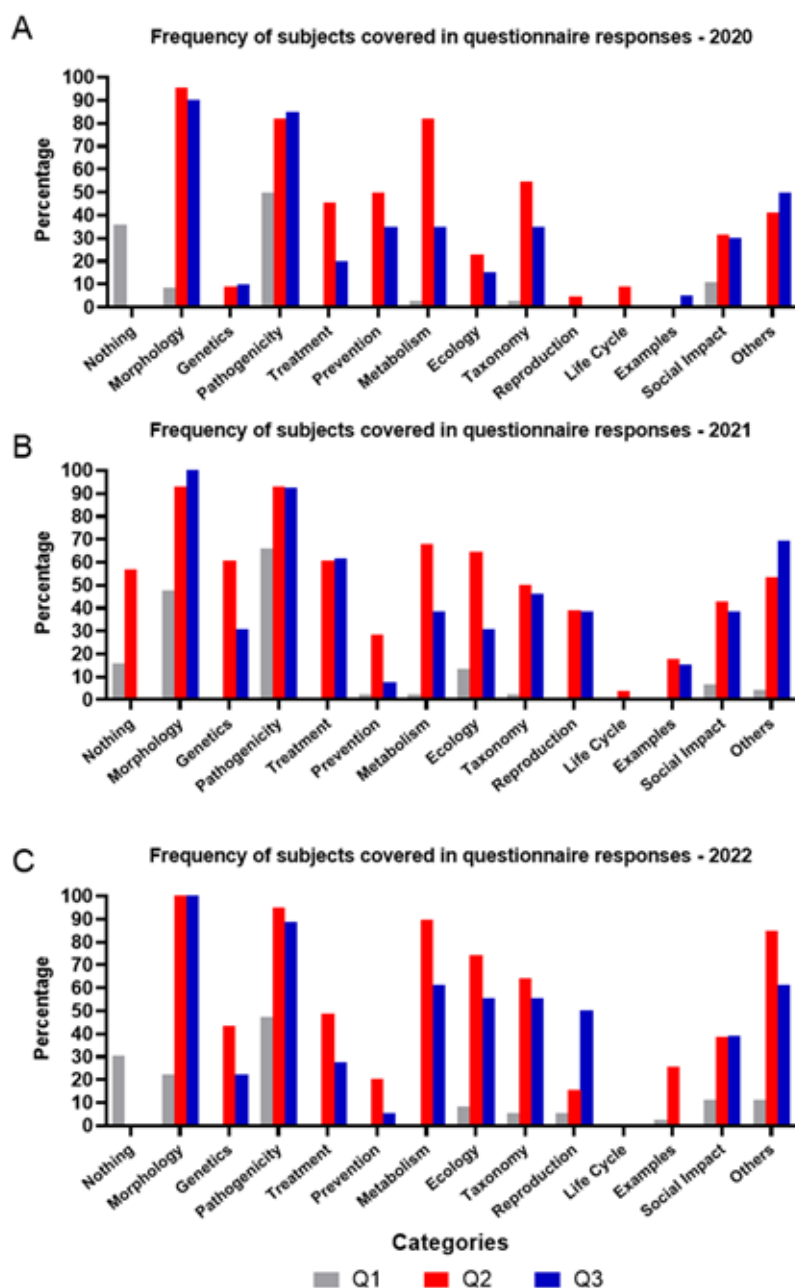 A
Frequency of subjects covered in questionnaire responses - 2020
100
90
80
70
60
50
40
30
20
10
0
Percentage
Nothing
Morphology
Genetics
Pathogenicity
Treatment
Prevention
Metabolism
Ecology
Taxonomy
Reproduction
Life Cycle
Examples
Social Impact
Others
B
Frequency of subjects covered in questionnaire responses - 2021
100
90
80
70
60
50
40
30
20
10
0
Percentage
Nothing
Morphology
Genetics
Pathogenicity
Treatment
Prevention
Metabolism
Ecology
Taxonomy
Reproduction
Life Cycle
Examples
Social Impact
Others
C
Frequency of subjects covered in questionnaire responses - 2022
100
90
80
70
60
50
40
30
20
10
0
Percentage
Nothing
Morphology
Genetics
Pathogenicity
Treatment
Prevention
Metabolism
Ecology
Taxonomy
Reproduction
Life Cycle
Examples
Social Impact
Others
Categories
Q1 Q2 Q3